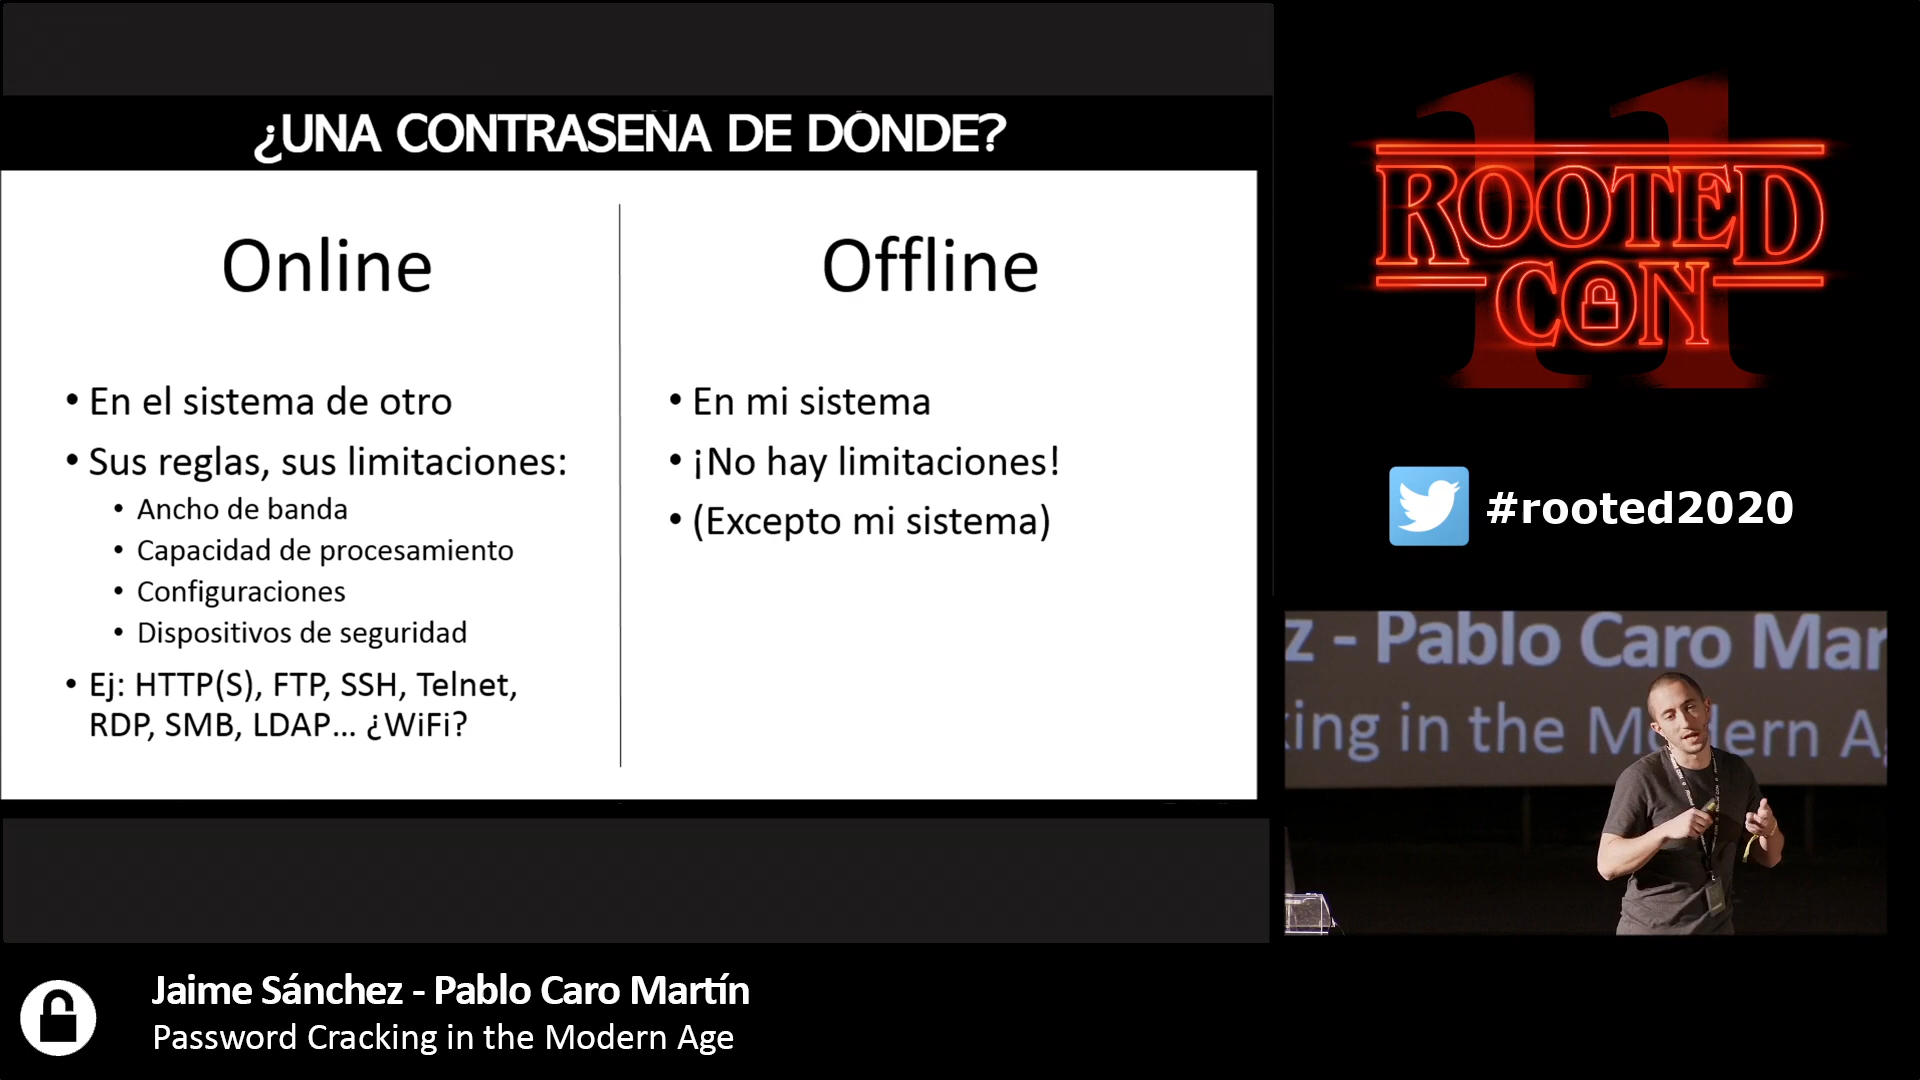 ¿UNA CONTRASEÑA DE DÓNDE?
Online
• En el sistema de otro
• Sus reglas, sus limitaciones:
• Ancho de banda
• Capacidad de procesamiento
• Configuraciones
• Dispositivos de seguridad
• Ej: HTTP(S), FTP, SSH, Telnet,
RDP, SMB, LDAP... ¿WiFi?
Offline
• En mi sistema
• ¡No hay limitaciones!
• (Excepto mi sistema)
11
ROOTED
CON
#rooted2020
z - Pablo Caro Mar
king in the Modern A
Jaime Sánchez - Pablo Caro Martín
Password Cracking in the Modern Age